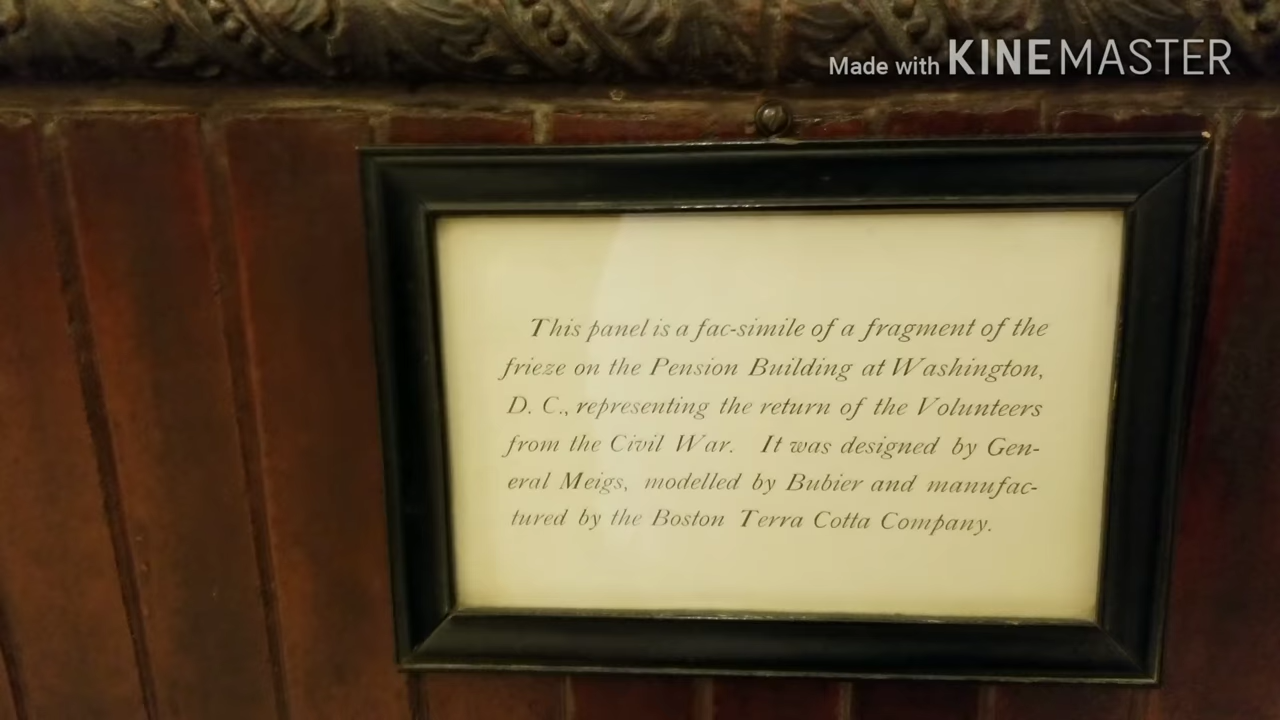 Made with KINEMASTER
This panel is a fac-simile of a fragment of the
frieze on the Pension Building at Washington,
D. C., representing the return of the Volunteers
from the Civil War. It was designed by Gen-
eral Meigs, modelled by Bubier and manufac-
tured by the Boston Terra Cotta Company.